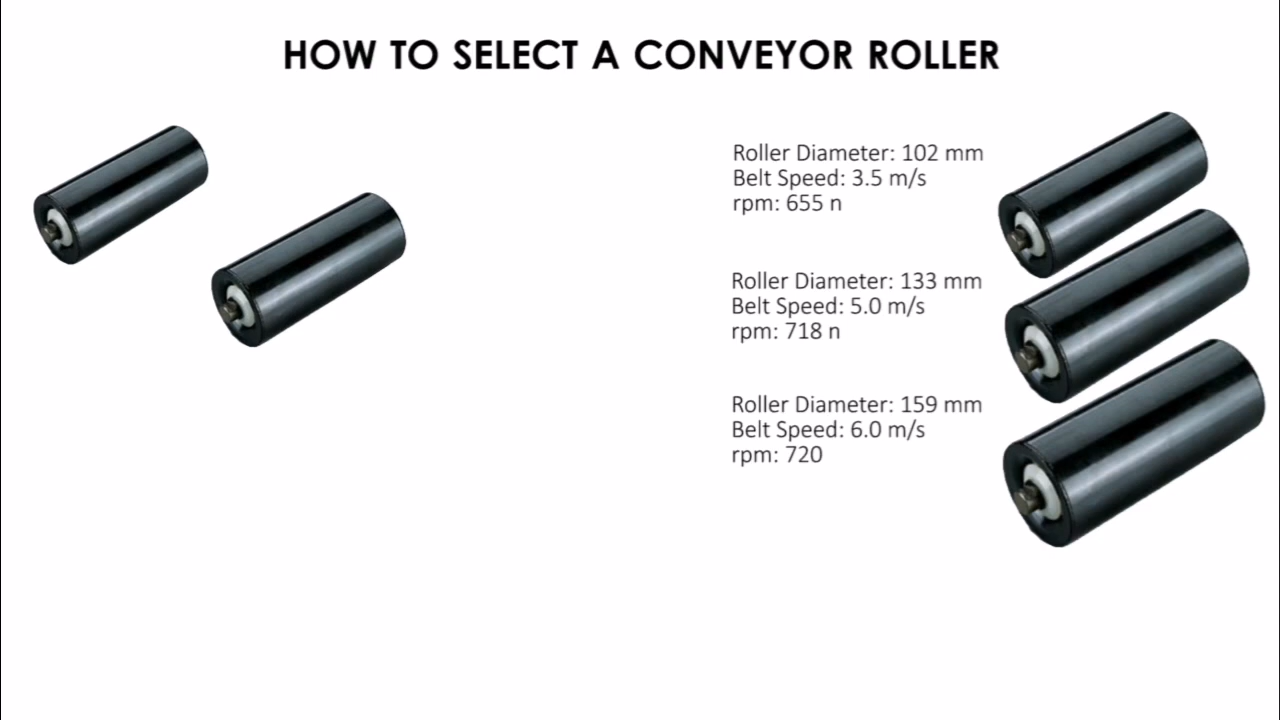 HOW TO SELECT A CONVEYOR ROLLER
Roller Diameter: 102 mm
Belt Speed: 3.5 m/s
rpm: 655 n
Roller Diameter: 133 mm
Belt Speed: 5.0 m/s
rpm: 718 n
Roller Diameter: 159 mm
Belt Speed: 6.0 m/s
rpm: 720